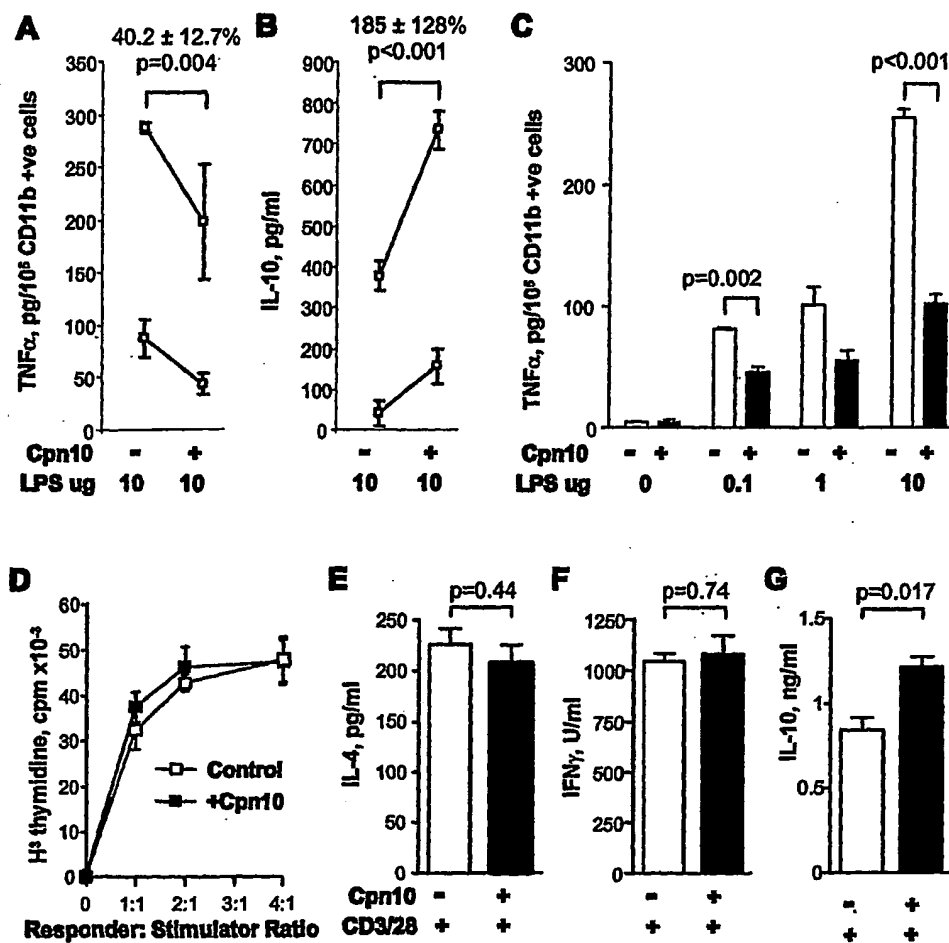 A
40.2 ± 12.7%
p=0.004
TNFα, pg/10⁵ CD11b +ve cells
350
300
250
200
150
100
50
0
Cpn10 - +
LPS ug 10 10
B
185 ± 128%
p<0.001
IL-10, pg/ml
900
800
700
600
500
400
300
200
100
0
- +
10 10
C
p<0.001
p=0.002
TNFα, pg/10⁵ CD11b +ve cells
300
200
100
0
Cpn10 - + - + - + - +
LPS ug 0 0.1 1 10
D
H³ thymidine, cpm x10⁻³
60
50
40
30
20
10
0
Control
+Cpn10
0 1:1 2:1 3:1 4:1
Responder: Stimulator Ratio
E
p=0.44
IL-4, pg/ml
250
200
150
100
50
0
Cpn10 - +
CD3/28 + +
F
p=0.74
IFNγ, U/ml
1250
1000
750
500
250
0
- +
+ +
G
p=0.017
IL-10, ng/ml
1.5
1
0.5
0
- +
+ +